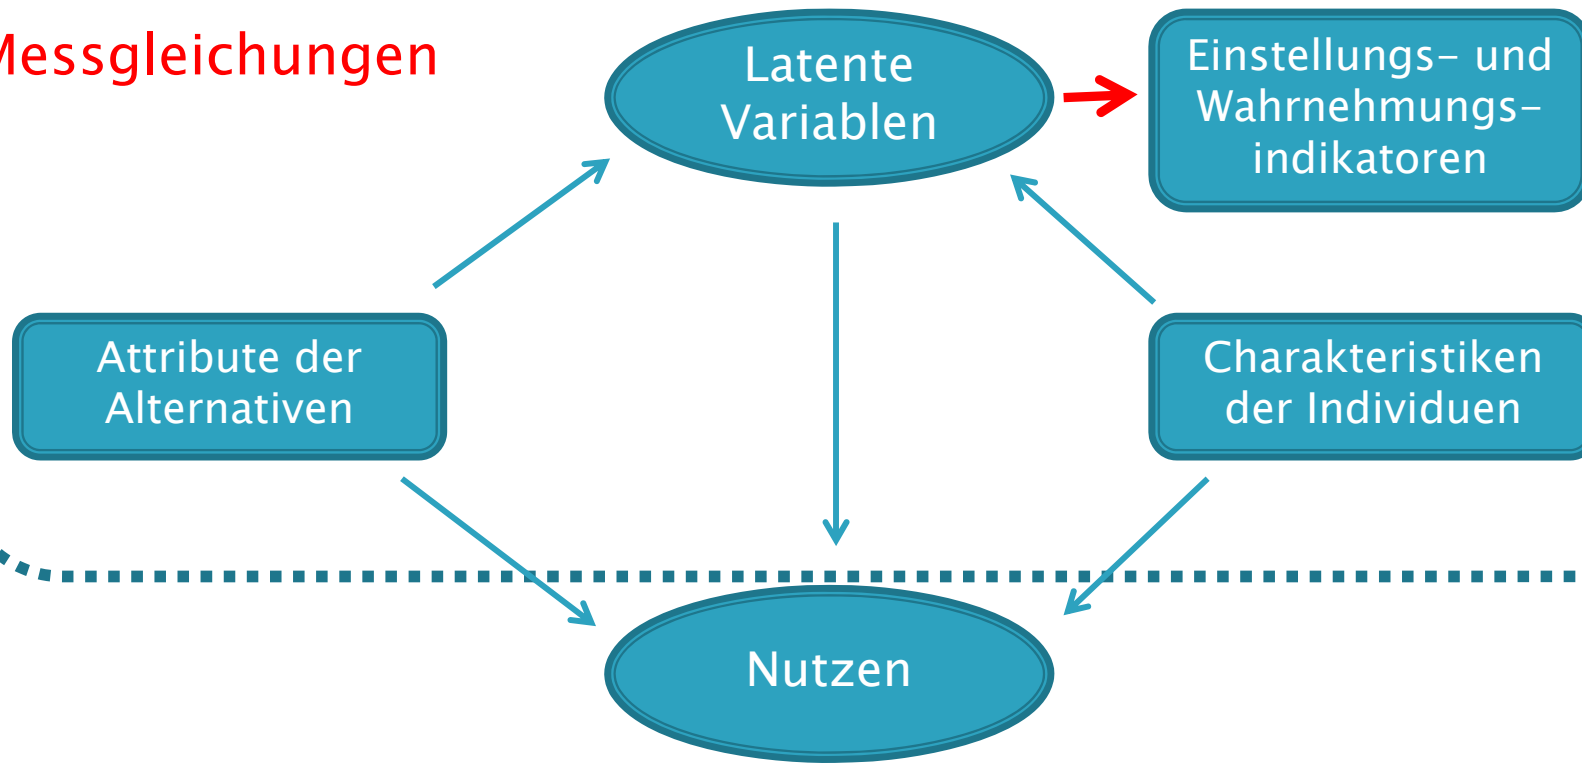 Messgleichungen
Latente
Variablen
Einstellungs- und
Wahrnehmungs-
indikatoren
Attribute der
Alternativen
Charakteristiken
der Individuen
Nutzen